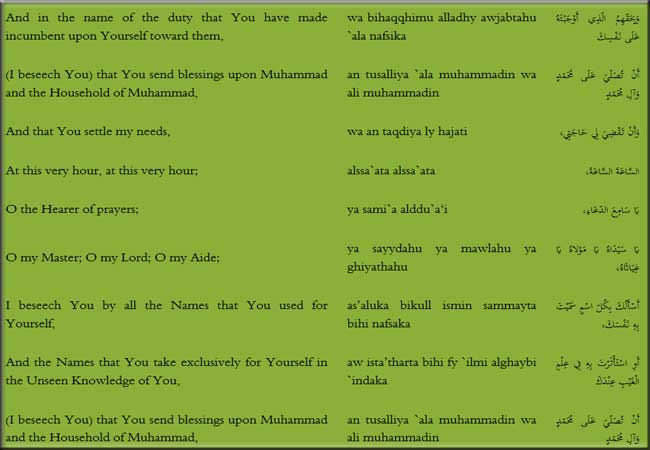 And in the name of the duty that You have made
incumbent upon Yourself toward them,
wa bihaqqhimu alladhy awjabtahu
`ala nafsika
وَبِحَقِّهِمُ الَّذِي أَوْجَبْتَهُ
عَلَى نَفْسِكَ
(I beseech You) that You send blessings upon Muhammad
and the Household of Muhammad,
an tusalliya `ala muhammadin wa
ali muhammadin
أَنْ تُصَلِّيَ عَلَى مُحَمَّدٍ
وَآلِ مُحَمَّدٍ
And that You settle my needs,
wa an taqdiya ly hajati
وَأَنْ تَقْضِيَ لِي حَاجَتِي،
At this very hour, at this very hour;
alssa`ata alssa`ata
السَّاعَةَ السَّاعَةَ،
O the Hearer of prayers;
ya sami`a alddu`a‘i
يَا سَامِعَ الدُّعَاءِ،
O my Master; O my Lord; O my Aide;
ya sayydahu ya mawlahu ya
ghiyathahu
يَا سَيِّدَاهُ يَا مَوْلاَهُ يَا
غِيَاثَاهُ،
I beseech You by all the Names that You used for
Yourself,
as’aluka bikull ismin sammayta
bihi nafsaka
أَسْأَلُكَ بِكُلِّ اسْمٍ سَمَّيْتَ
بِهِ نَفْسَكَ،
And the Names that You take exclusively for Yourself in
the Unseen Knowledge of You,
aw ista’tharta bihi fy `ilmi alghaybi
`indaka
أَوِ اسْتَأْثَرْتَ بِهِ فِي عِلْمِ
الْغَيْبِ عِنْدَكَ
(I beseech You) that You send blessings upon Muhammad
and the Household of Muhammad,
an tusalliya `ala muhammadin wa
ali muhammadin
أَنْ تُصَلِّيَ عَلَى مُحَمَّدٍ
وَآلِ مُحَمَّدٍ